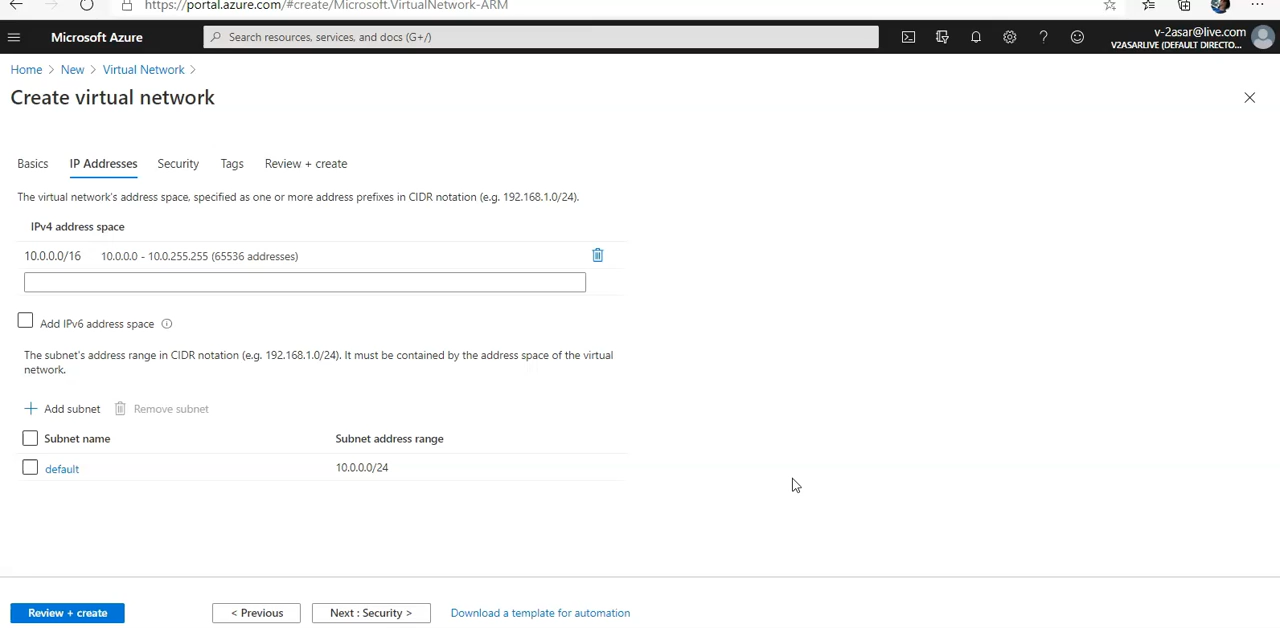 https://portal.azure.com/#create/Microsoft.VirtualNetwork-ARM
Microsoft Azure
Search resources, services, and docs (G+/)
v-2asar@live.com
V2ASARLIVE (DEFAULT DIRECTO...
Home > New > Virtual Network >
Create virtual network
Basics IP Addresses Security Tags Review + create
The virtual network's address space, specified as one or more address prefixes in CIDR notation (e.g. 192.168.1.0/24).
IPv4 address space
10.0.0.0/16 10.0.0.0 - 10.0.255.255 (65536 addresses)
Add IPv6 address space
The subnet's address range in CIDR notation (e.g. 192.168.1.0/24). It must be contained by the address space of the virtual
network.
+ Add subnet Remove subnet
Subnet name Subnet address range
default 10.0.0.0/24
Review + create < Previous Next : Security > Download a template for automation